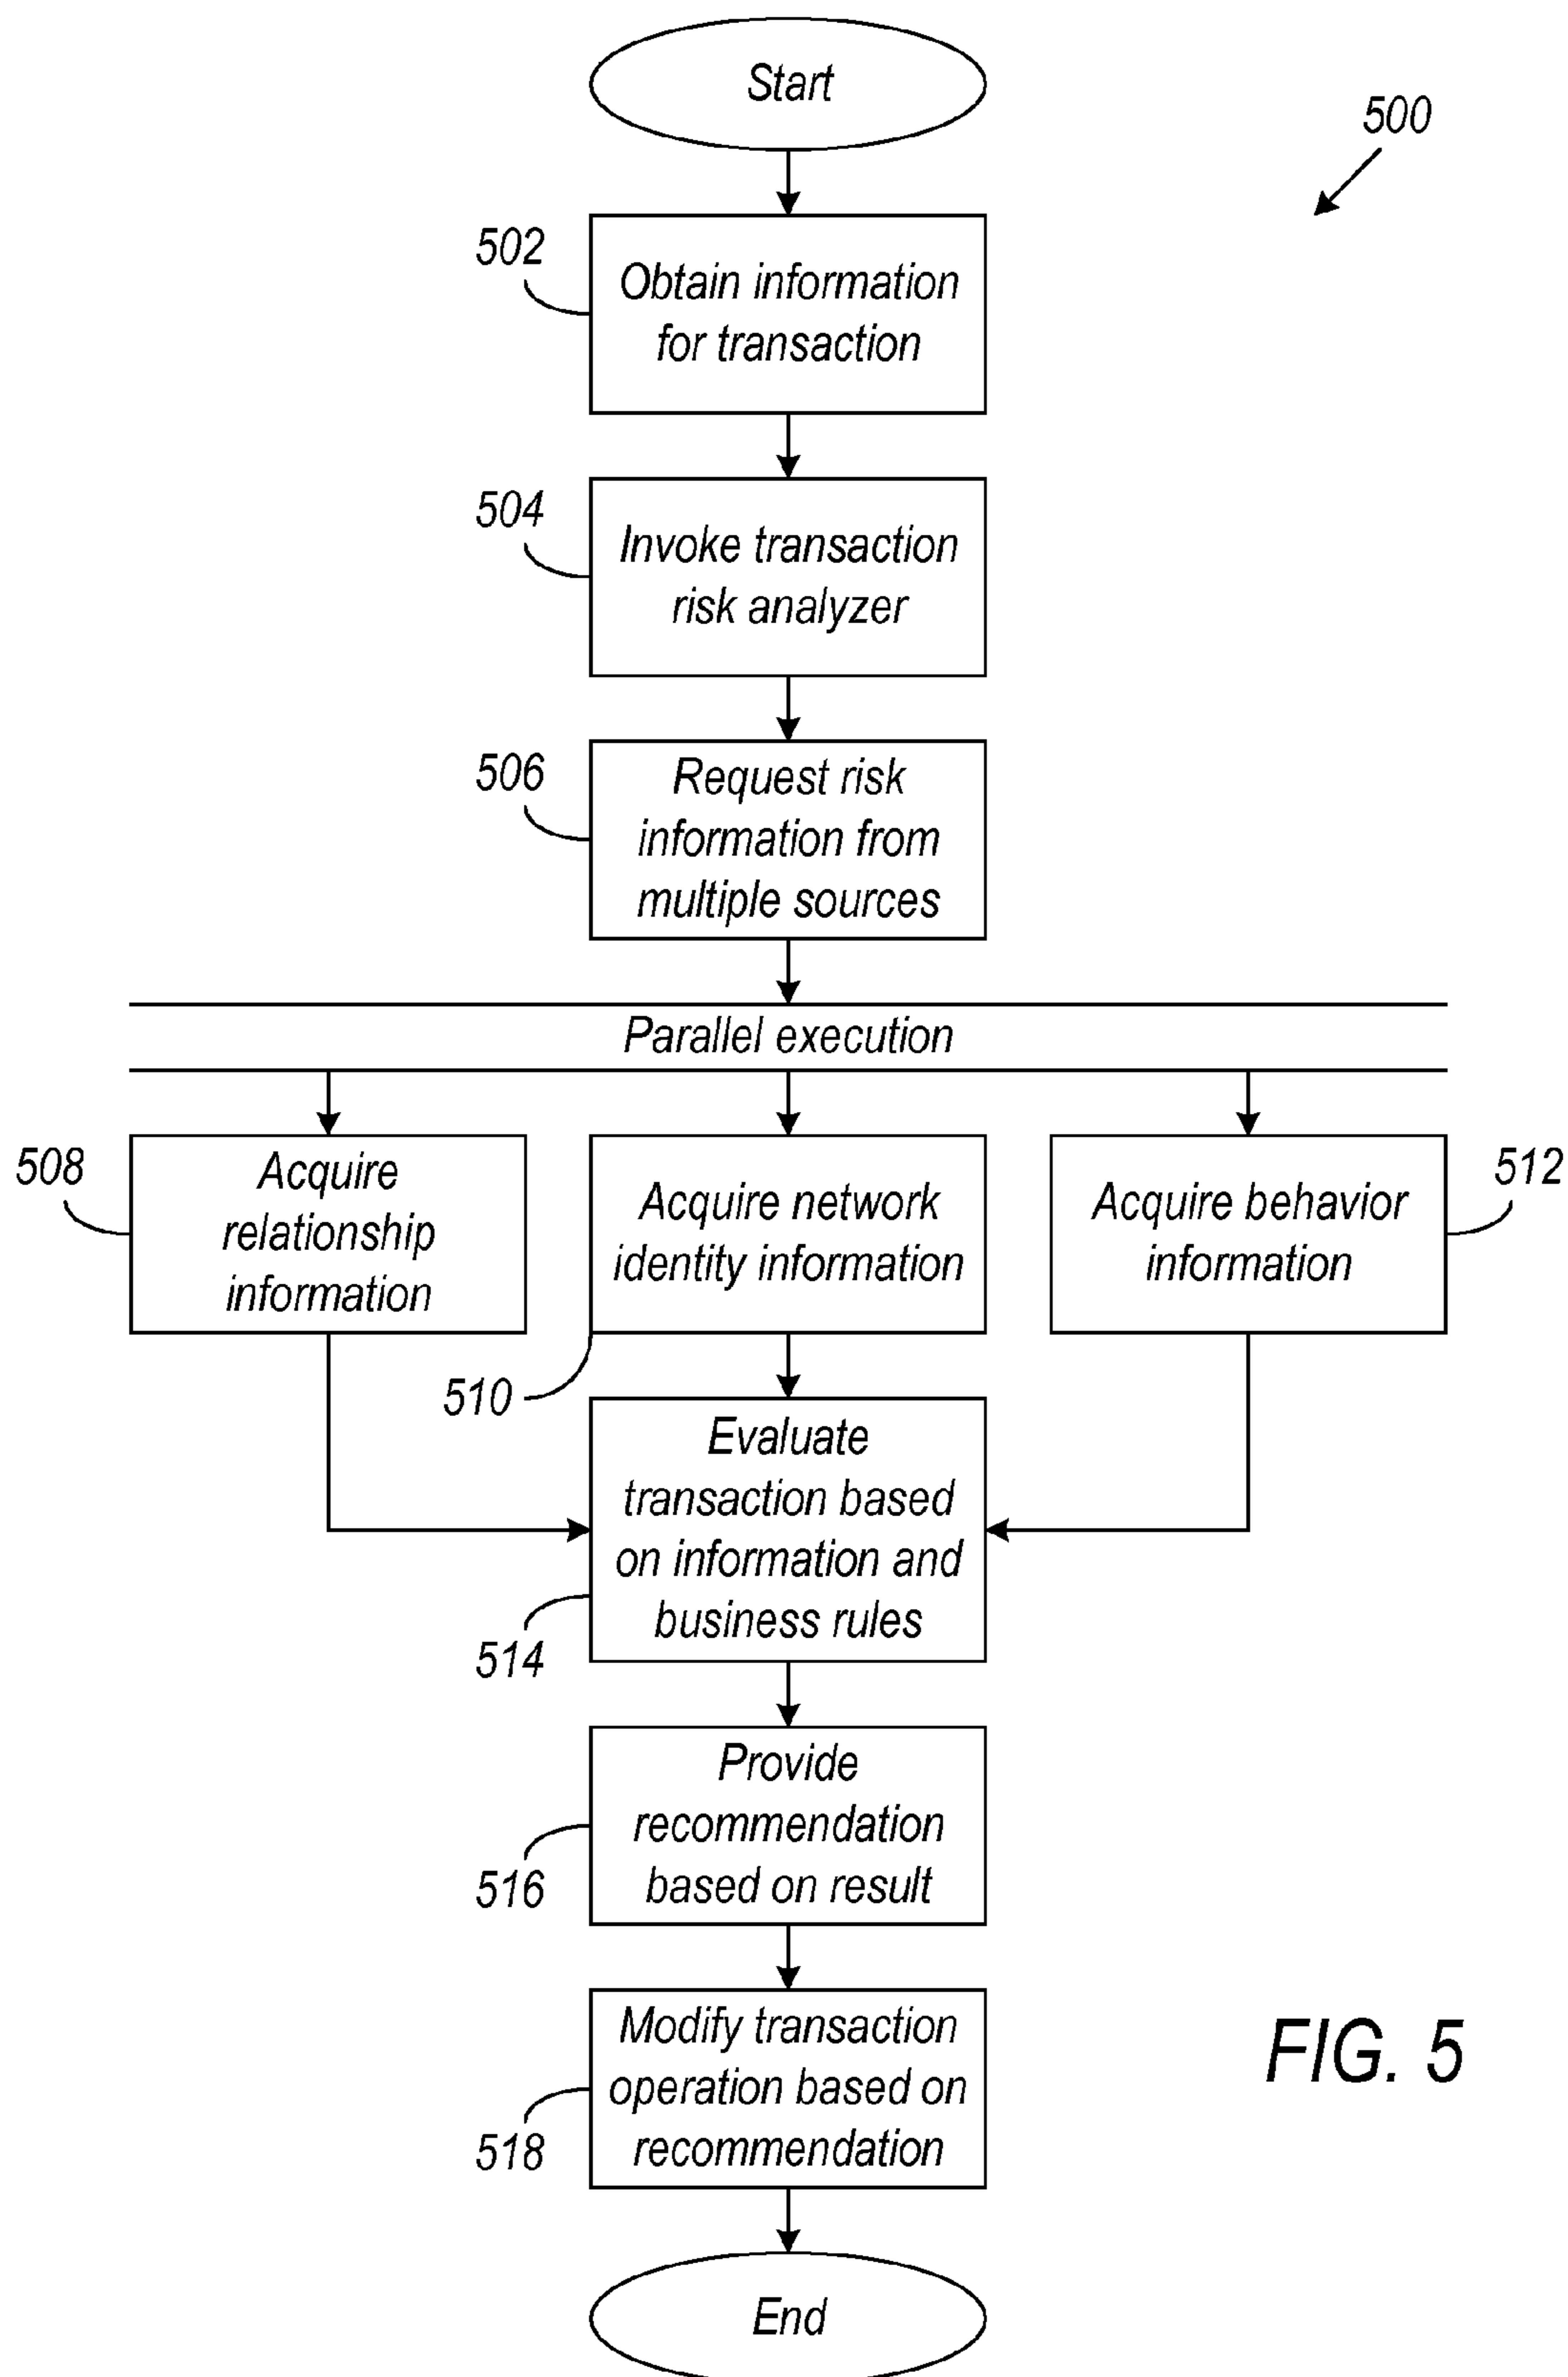 Start
500
502
Obtain information
for transaction
504
Invoke transaction
risk analyzer
506
Request risk
information from
multiple sources
Parallel execution
508
Acquire
relationship
information
510
Acquire network
identity information
512
Acquire behavior
information
514
Evaluate
transaction based
on information and
business rules
516
Provide
recommendation
based on result
518
Modify transaction
operation based on
recommendation
FIG. 5
End